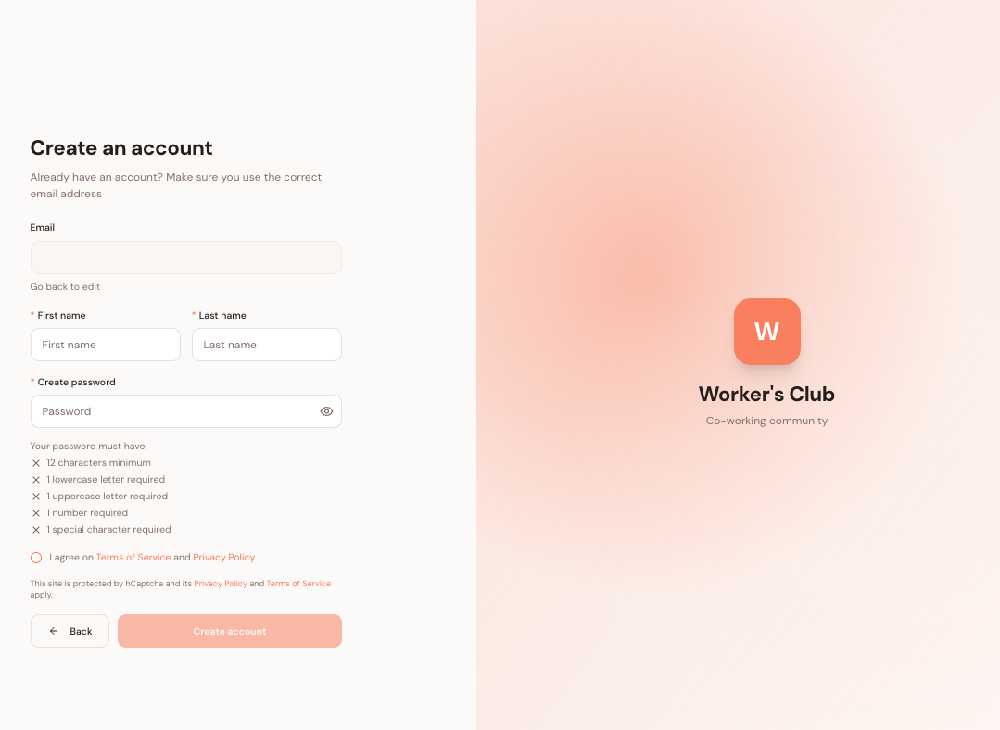 Create an account
Already have an account? Make sure you use the correct
email address
Email
Go back to edit
* First name
* Last name
First name
Last name
* Create password
Password
Your password must have:
12 characters minimum
1 lowercase letter required
1 uppercase letter required
1 number required
1 special character required
I agree on Terms of Service and Privacy Policy
This site is protected by hCaptcha and its Privacy Policy and Terms of Service
apply.
Back
Create account
W
Worker's Club
Co-working community